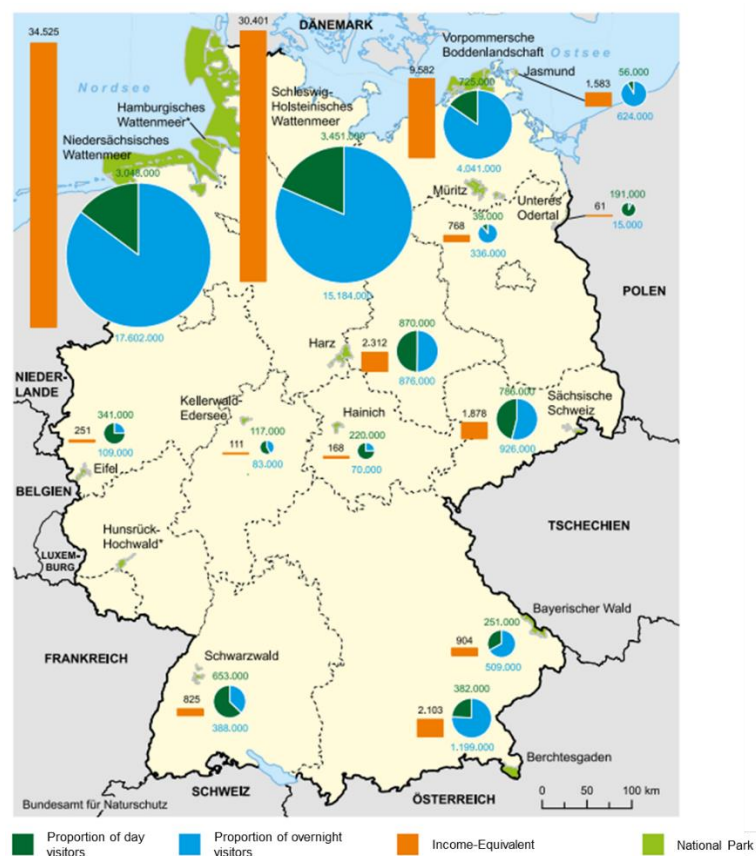 DÄNEMARK
34.525
30.401
Nordsee
Ostsee
Vorpommersche
Boddenlandschaft
Jasmund
9.582
725.000
4.041.000
1.583
56.000
624.000
Schleswig-
Holsteinisches
Wattenmeer
3,451,000
15.184.000
Hamburgisches
Wattenmeer*
Niedersächsisches
Wattenmeer
3,048,000
17.602.000
Müritz
768
39,000
336.000
Unteres
Odertal
61
191,000
15.000
POLEN
Harz
2.312
870,000
876.000
NIEDER-
LANDE
251
341.000
109.000
Eifel
Kellerwald-
Edersee
111
117,000
83.000
Hainich
168
220.000
70.000
1.878
786.000
926,000
Sächsische
Schweiz
BELGIEN
LUXEM-
BURG
Hunsrück-
Hochwald*
TSCHECHIEN
FRANKREICH
Schwarzwald
825
653.000
388.000
Bayerischer Wald
904
251.000
509.000
2.103
382.000
1.199.000
Berchtesgaden
SCHWEIZ
ÖSTERREICH
0 50 100 km
Bundesamt für Naturschutz
Proportion of day
visitors
Proportion of overnight
visitors
Income-Equivalent
National Park